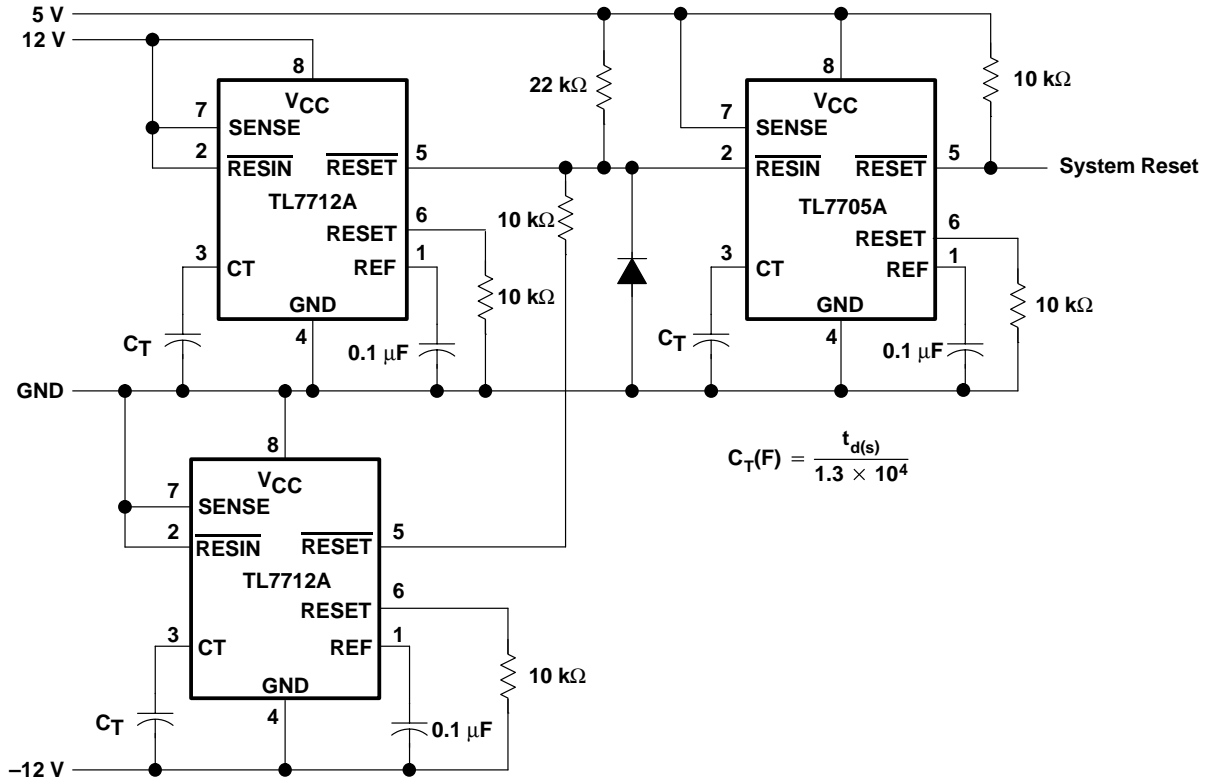 5 V
12 V
8
VCC
7
SENSE
2
RESIN
RESET
5
TL7712A
6
RESET
3
CT
REF
1
GND
4
CT
0.1 μF
10 kΩ
22 kΩ
10 kΩ
8
VCC
7
SENSE
2
RESIN
RESET
5
TL7705A
6
RESET
3
CT
REF
1
GND
4
CT
0.1 μF
10 kΩ
10 kΩ
System Reset
GND
8
VCC
7
SENSE
2
RESIN
RESET
5
TL7712A
6
RESET
3
CT
REF
1
GND
4
CT
0.1 μF
10 kΩ
–12 V
CT(F) = td(s) / 1.3 × 10⁴